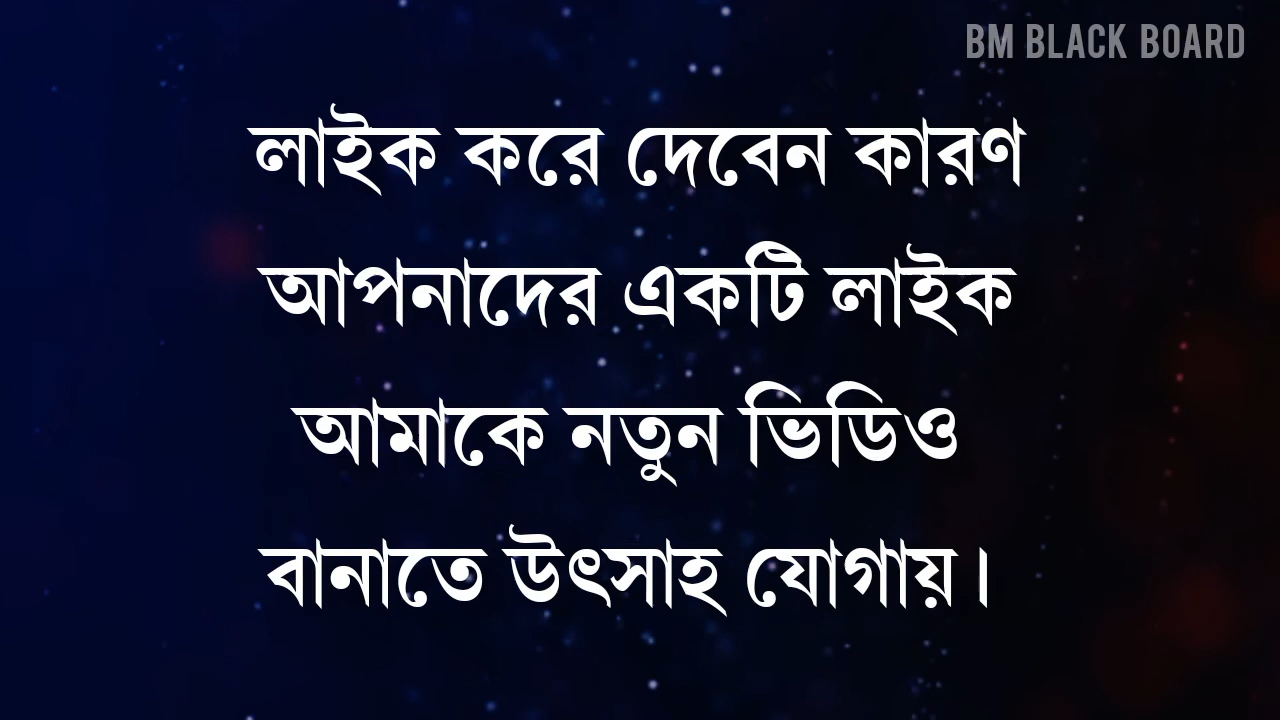 BM BLACK BOARD
লাইক করে দেবেন কারণ
আপনাদের একটি লাইক
আমাকে নতুন ভিডিও
বানাতে উৎসাহ যোগায়।